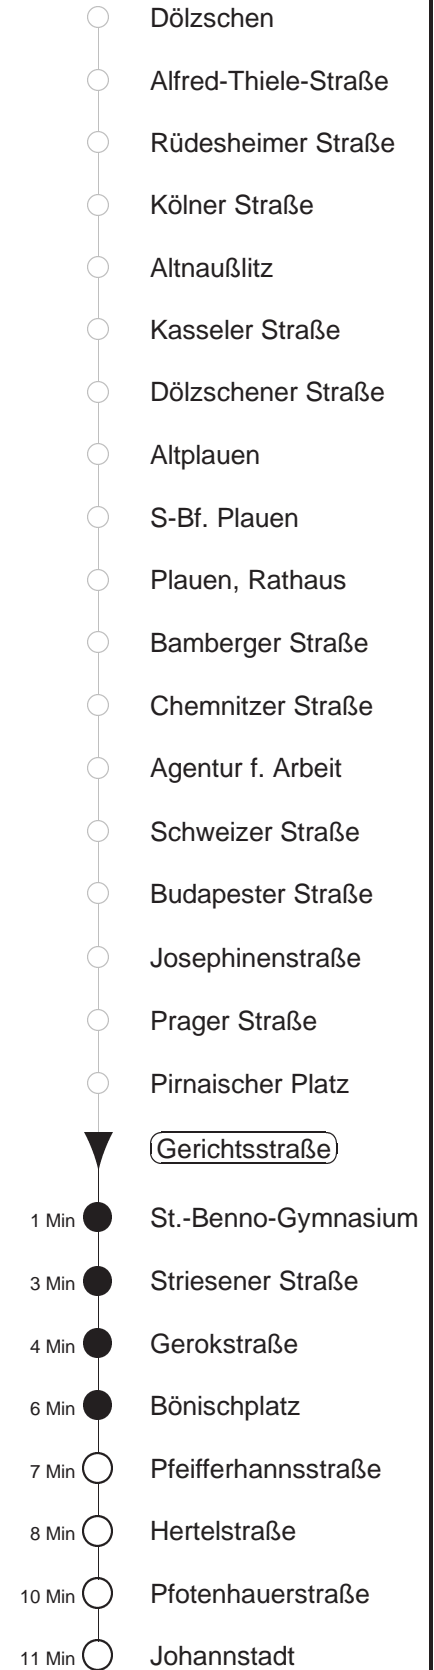 Dölzschen
Alfred-Thiele-Straße
Rüdesheimer Straße
Kölner Straße
Altnaußlitz
Kasseler Straße
Dölzschener Straße
Altplauen
S-Bf. Plauen
Plauen, Rathaus
Bamberger Straße
Chemnitzer Straße
Agentur f. Arbeit
Schweizer Straße
Budapester Straße
Josephinenstraße
Prager Straße
Pirnaischer Platz
Gerichtsstraße
1 Min St.-Benno-Gymnasium
3 Min Striesener Straße
4 Min Gerokstraße
6 Min Bönischplatz
7 Min Pfeifferhannsstraße
8 Min Hertelstraße
10 Min Pfotenhauerstraße
11 Min Johannstadt